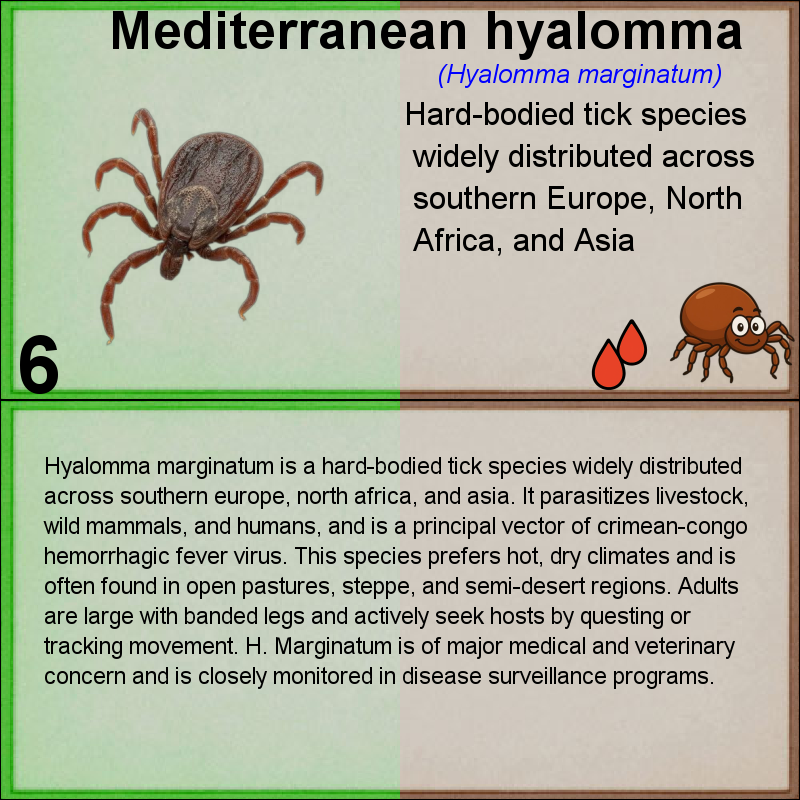 Mediterranean hyalomma
(Hyalomma marginatum)
Hard-bodied tick species
widely distributed across
southern Europe, North
Africa, and Asia
6
Hyalomma marginatum is a hard-bodied tick species widely distributed
across southern europe, north africa, and asia. It parasitizes livestock,
wild mammals, and humans, and is a principal vector of crimean-congo
hemorrhagic fever virus. This species prefers hot, dry climates and is
often found in open pastures, steppe, and semi-desert regions. Adults
are large with banded legs and actively seek hosts by questing or
tracking movement. H. Marginatum is of major medical and veterinary
concern and is closely monitored in disease surveillance programs.